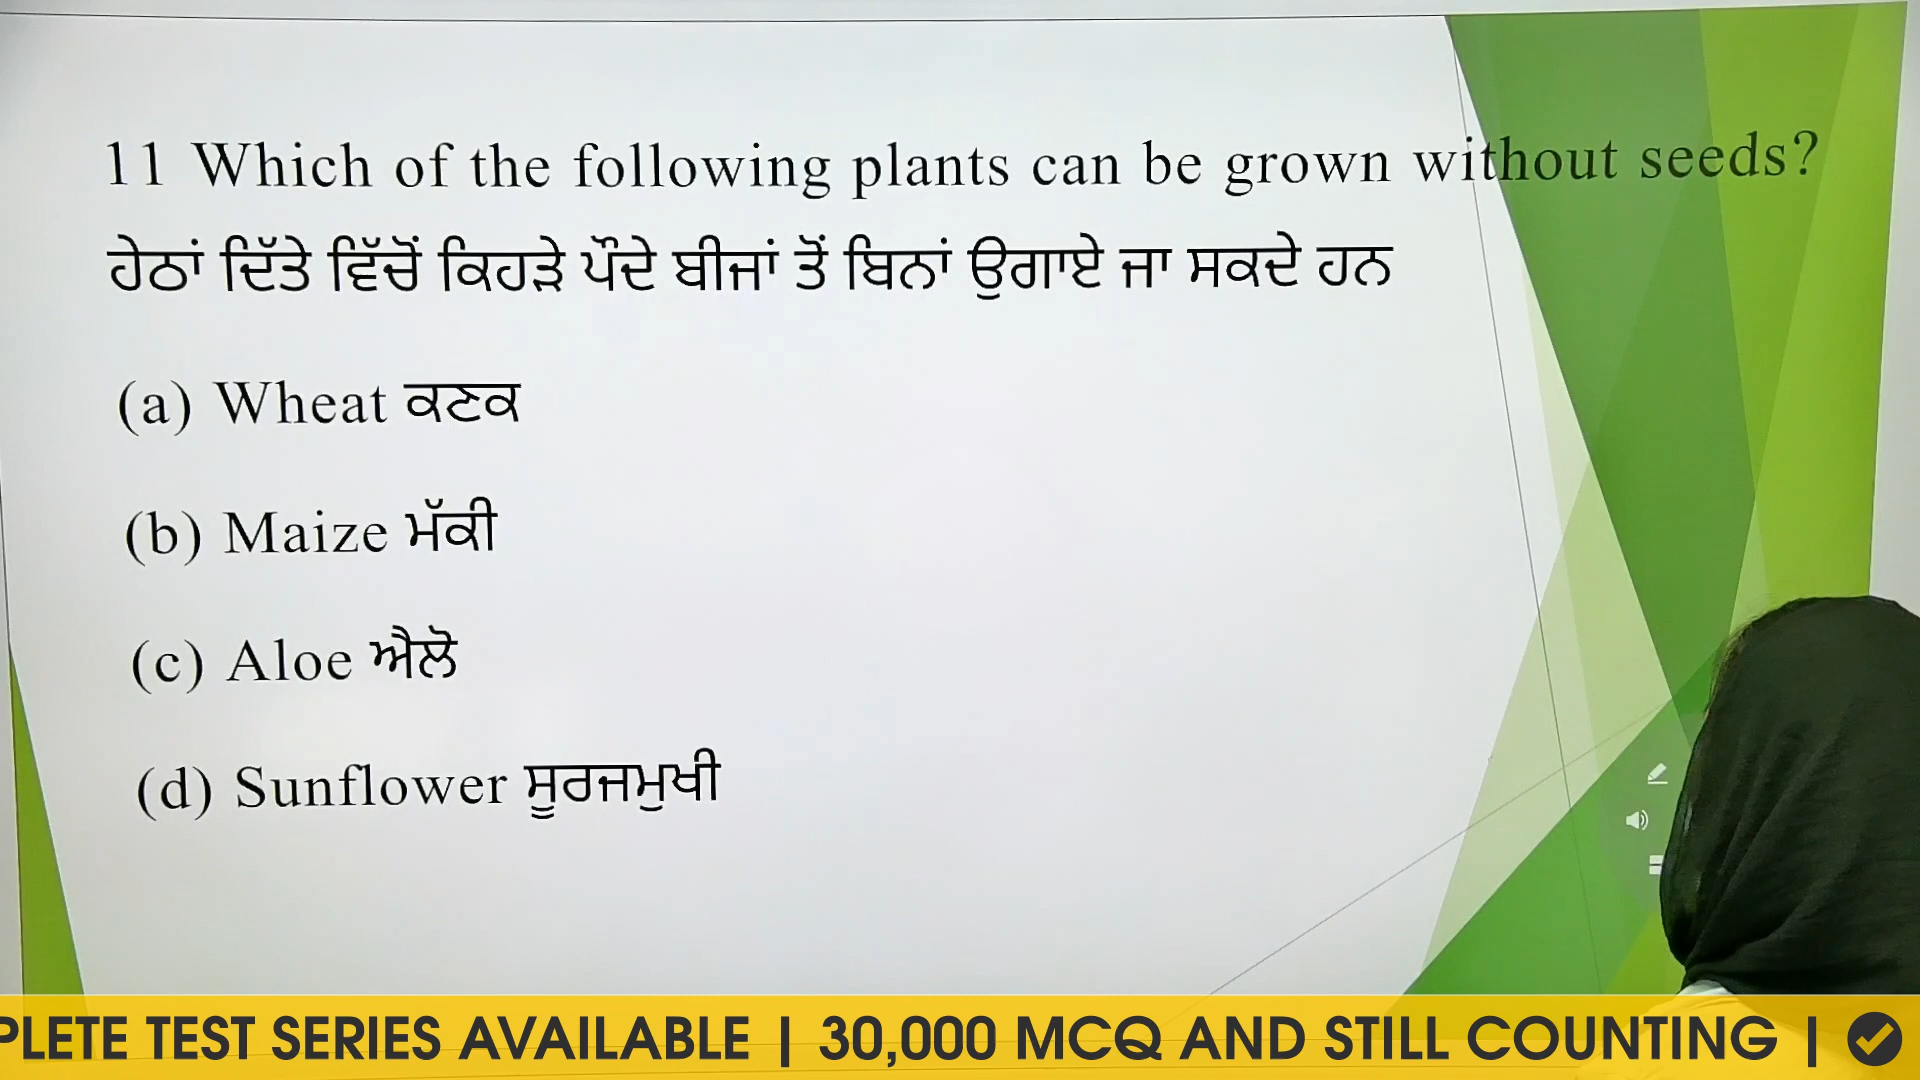 11 Which of the following plants can be grown without seeds?
ਹੇਠਾਂ ਦਿੱਤੇ ਵਿੱਚੋਂ ਕਿਹੜੇ ਪੌਦੇ ਬੀਜਾਂ ਤੋਂ ਬਿਨਾਂ ਉਗਾਏ ਜਾ ਸਕਦੇ ਹਨ
(a) Wheat ਕਣਕ
(b) Maize ਮੱਕੀ
(c) Aloe ਐਲੋ
(d) Sunflower ਸੂਰਜਮੁਖੀ
PLETE TEST SERIES AVAILABLE | 30,000 MCQ AND STILL COUNTING |